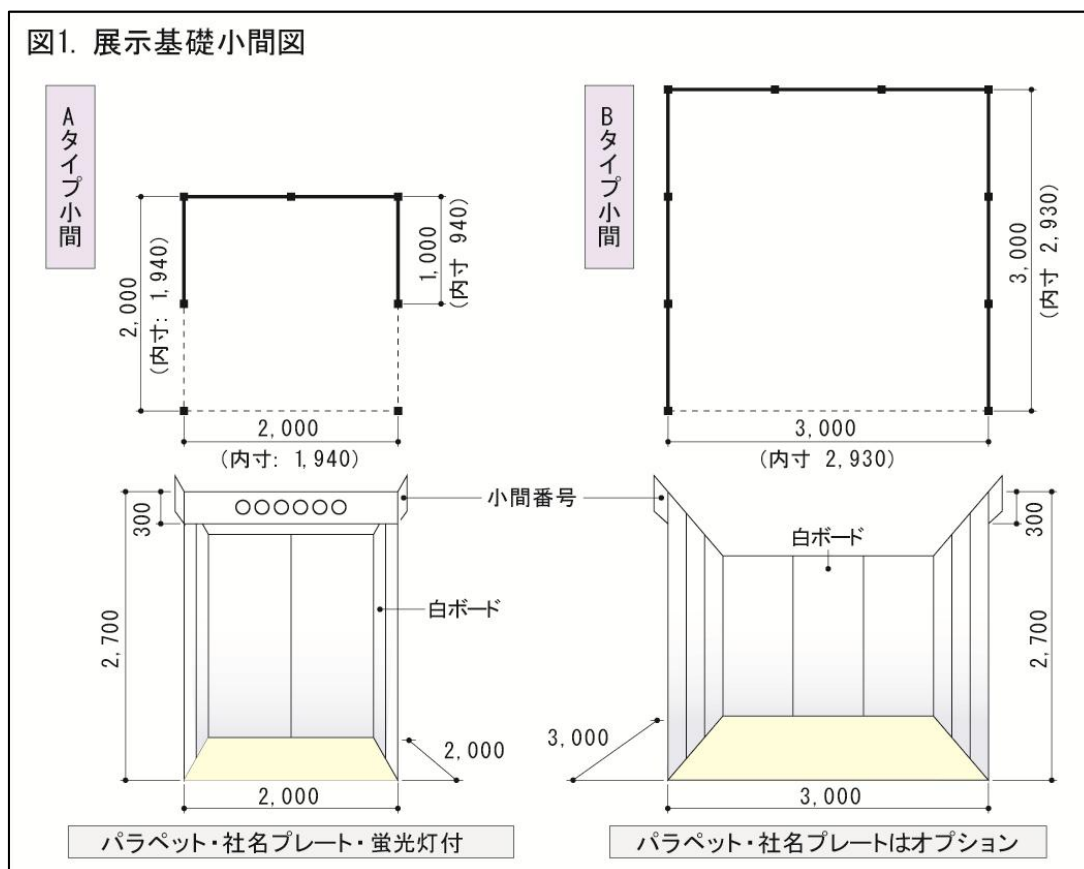 図1. 展示基礎小間図
Aタイプ小間
2,000
(内寸: 1,940)
1,000
(内寸 940)
2,000
(内寸: 1,940)
Bタイプ小間
3,000
(内寸 2,930)
3,000
(内寸 2,930)
300
2,700
○○○○○○
小間番号
白ボード
2,000
2,000
パラペット・社名プレート・蛍光灯付
白ボード
300
2,700
3,000
3,000
パラペット・社名プレートはオプション